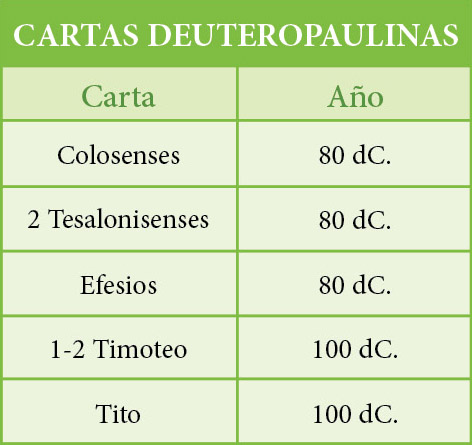 CARTAS DEUTEROPAULINAS
Carta Año
Colosenses 80 dC.
2 Tesalonisenses 80 dC.
Efesios 80 dC.
1-2 Timoteo 100 dC.
Tito 100 dC.